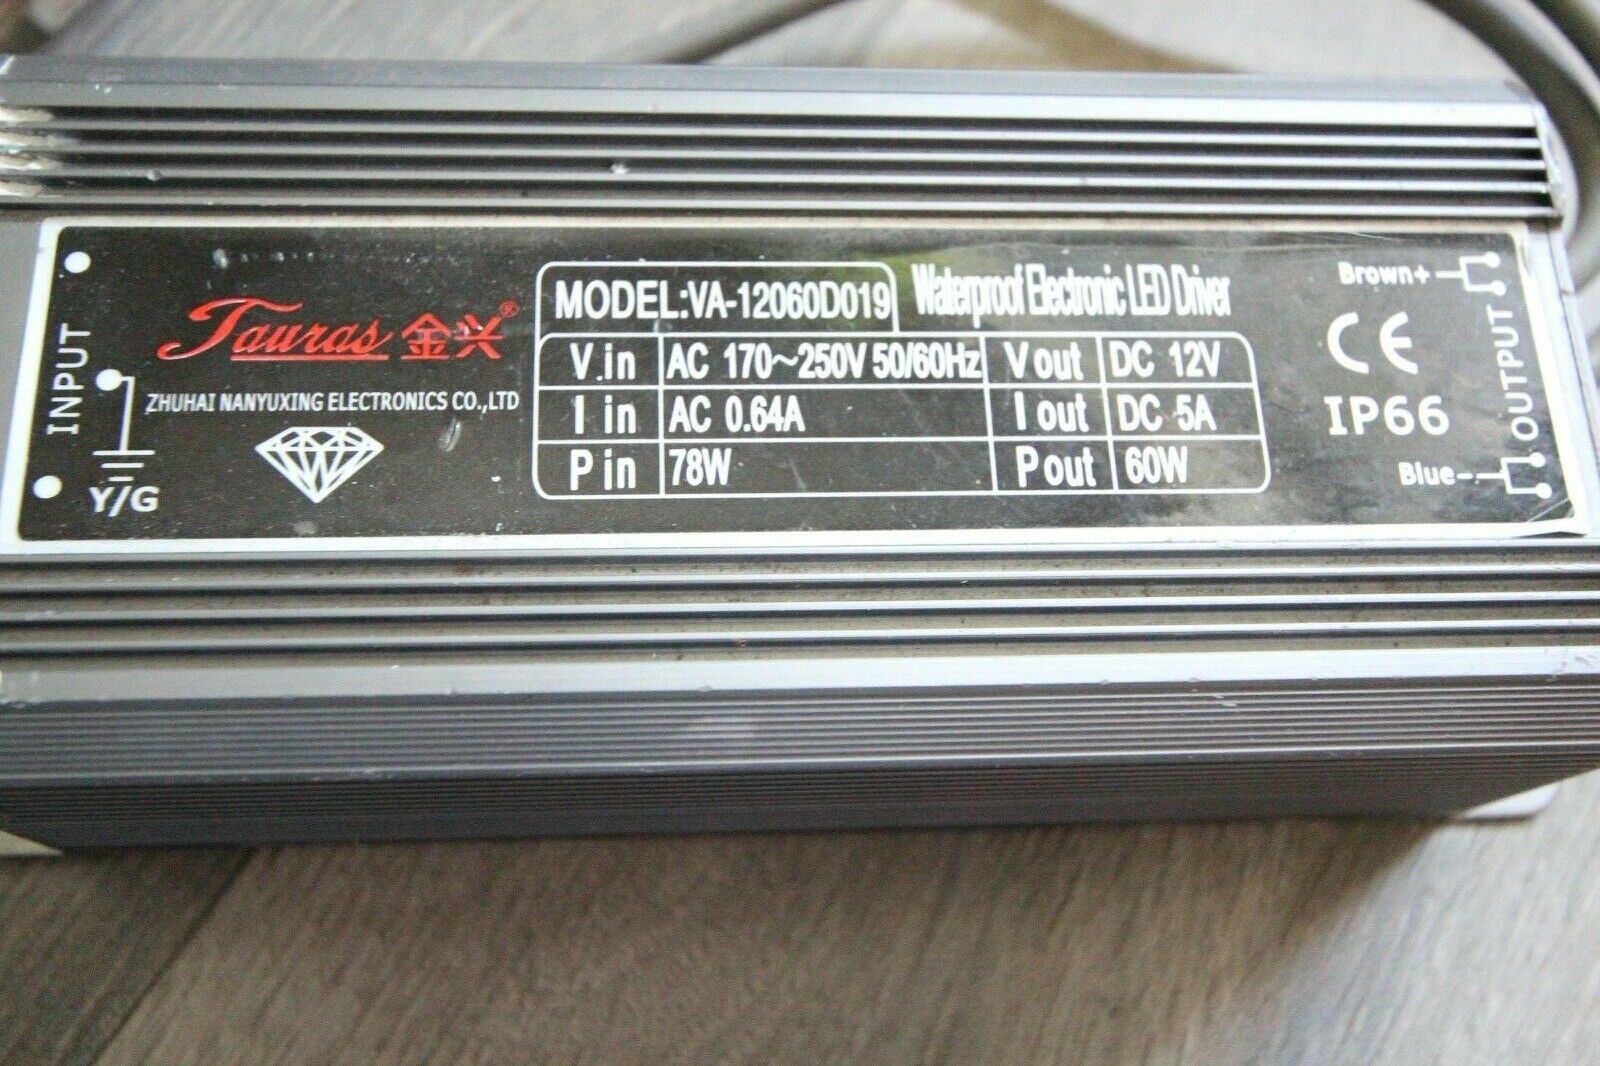 INPUT
Y/G
Tauras 金兴®
ZHUHAI NANYUXING ELECTRONICS CO.,LTD
MODEL:VA-12060D019
Waterproof Electronic LED Driver
V.in AC 170~250V 50/60Hz V out DC 12V
I in AC 0.64A I out DC 5A
P in 78W P out 60W
CE
IP66
Brown+
Blue-
OUTPUT